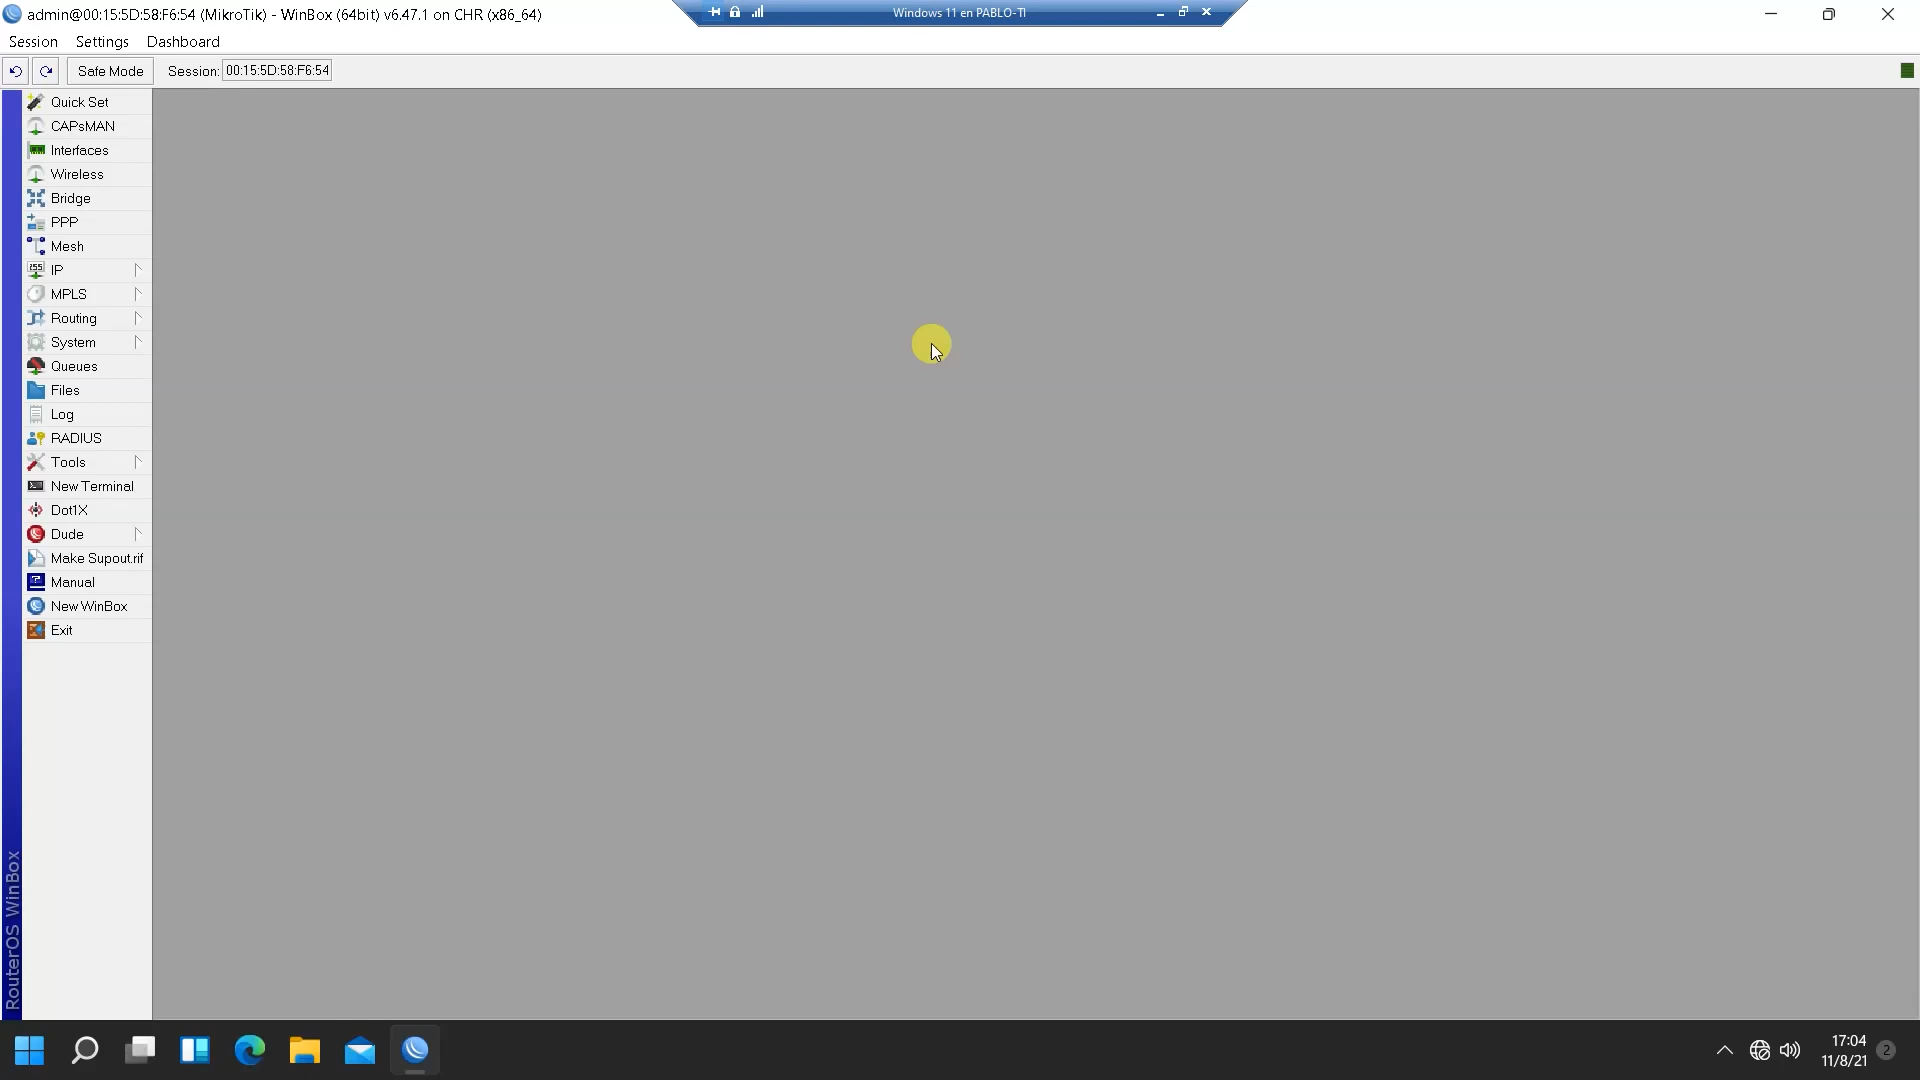 admin@00:15:5D:58:F6:54 (MikroTik) - WinBox (64bit) v6.47.1 on CHR (x86_64)
Windows 11 en PABLO-TI
Session Settings Dashboard
Safe Mode Session: 00:15:5D:58:F6:54
Quick Set
CAPsMAN
Interfaces
Wireless
Bridge
PPP
Mesh
255 IP
MPLS
Routing
System
Queues
Files
Log
RADIUS
Tools
New Terminal
Dot1X
Dude
Make Supout.rif
Manual
New WinBox
Exit
RouterOS WinBox
17:04
11/8/21
2